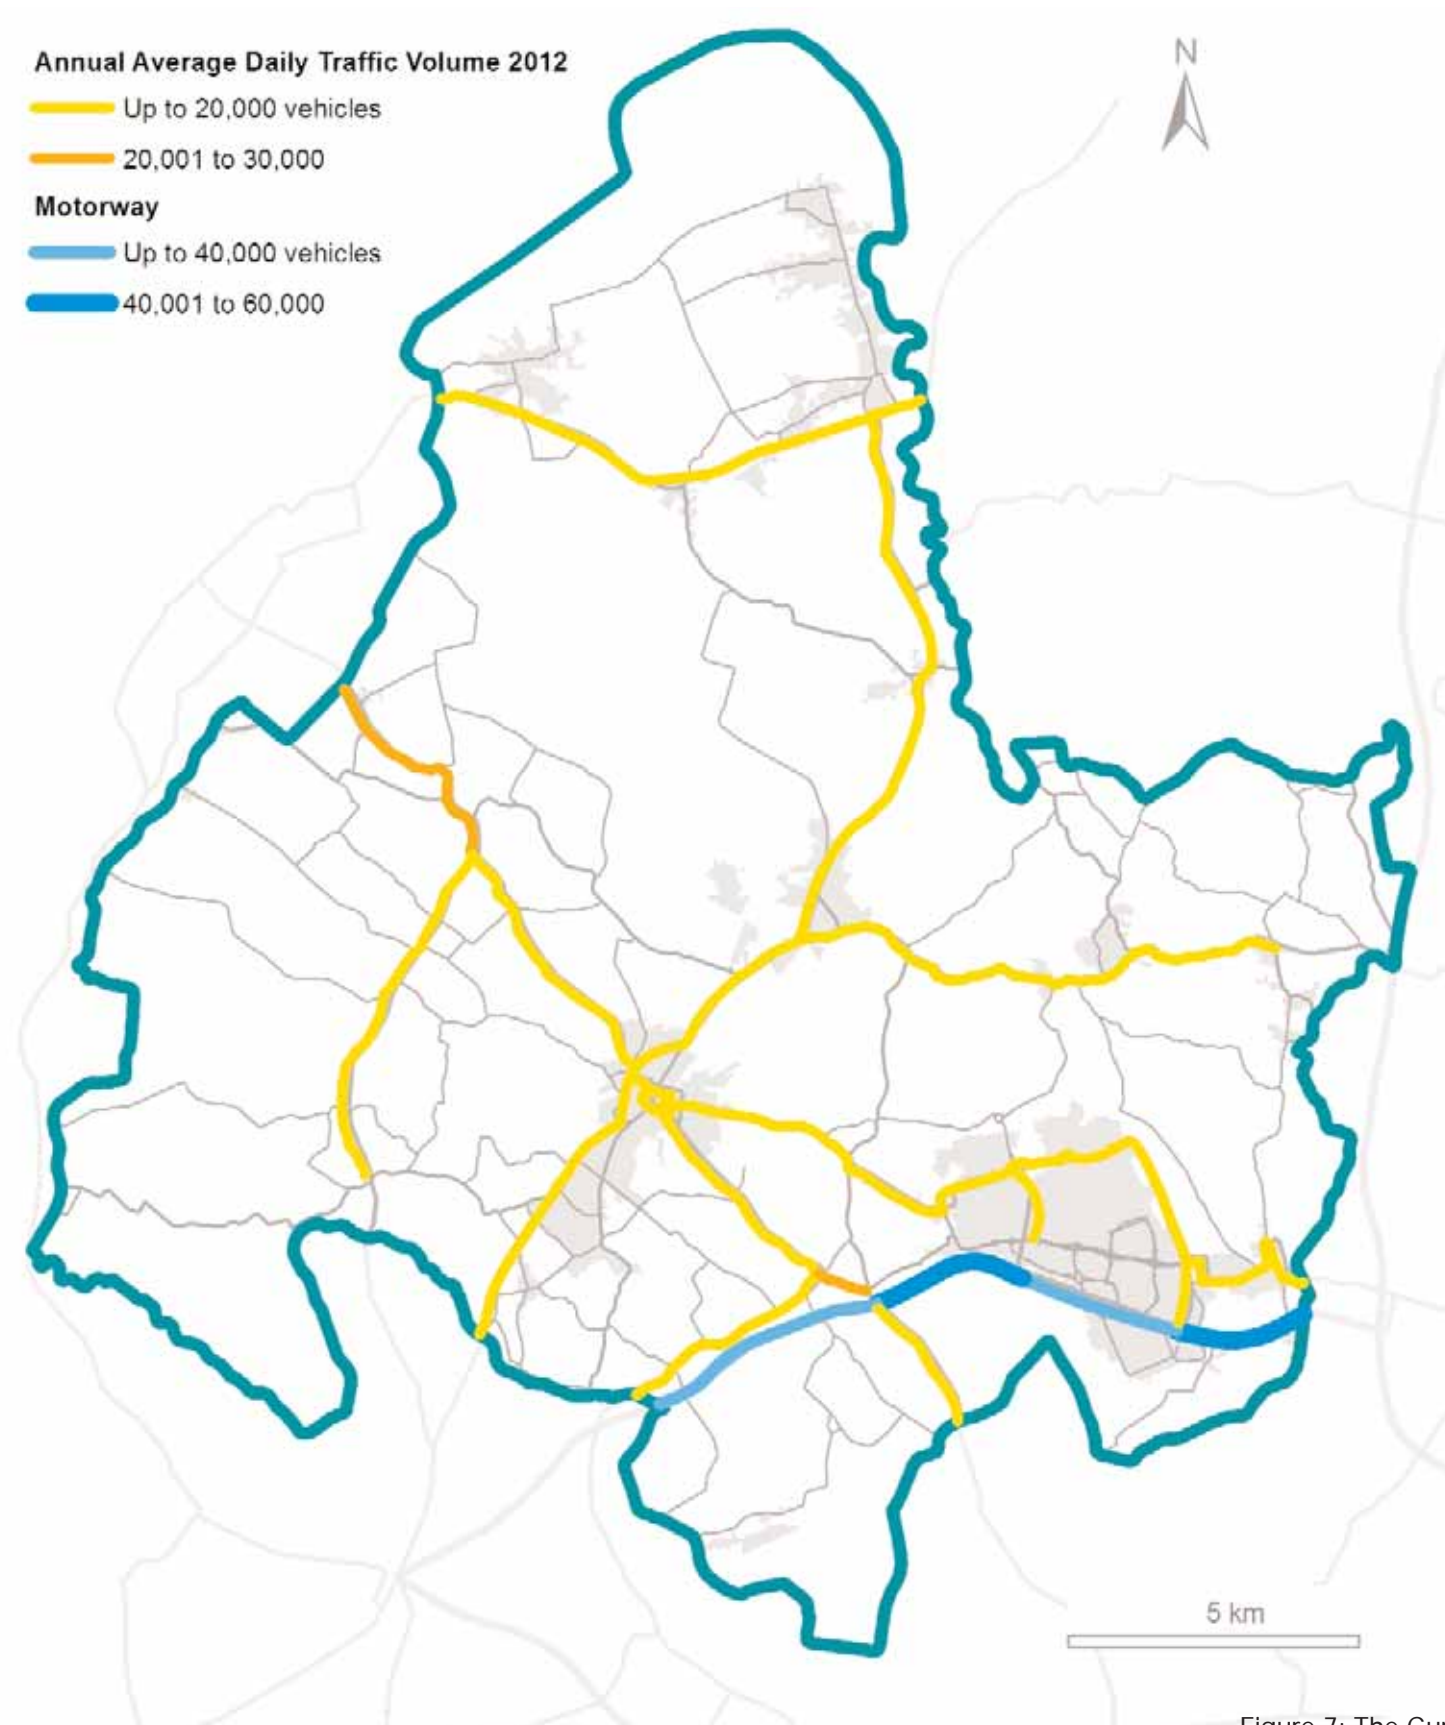 Annual Average Daily Traffic Volume 2012
Up to 20,000 vehicles
20,001 to 30,000
Motorway
Up to 40,000 vehicles
40,001 to 60,000
N
5 km